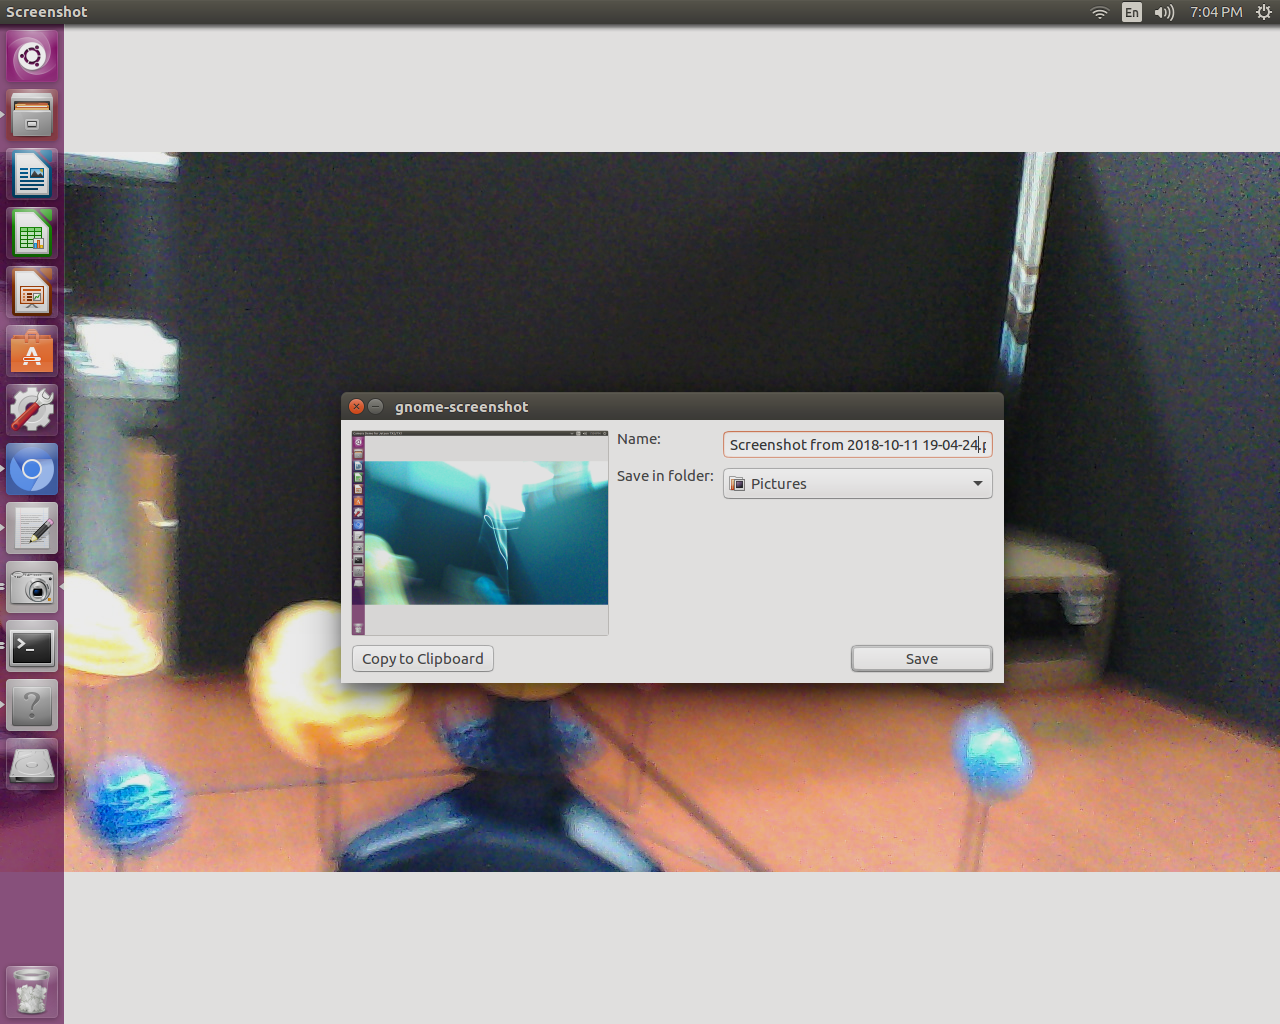 Screenshot
En
7:04 PM
gnome-screenshot
Name:
Screenshot from 2018-10-11 19-04-24.p
Save in folder:
Pictures
Copy to Clipboard
Save